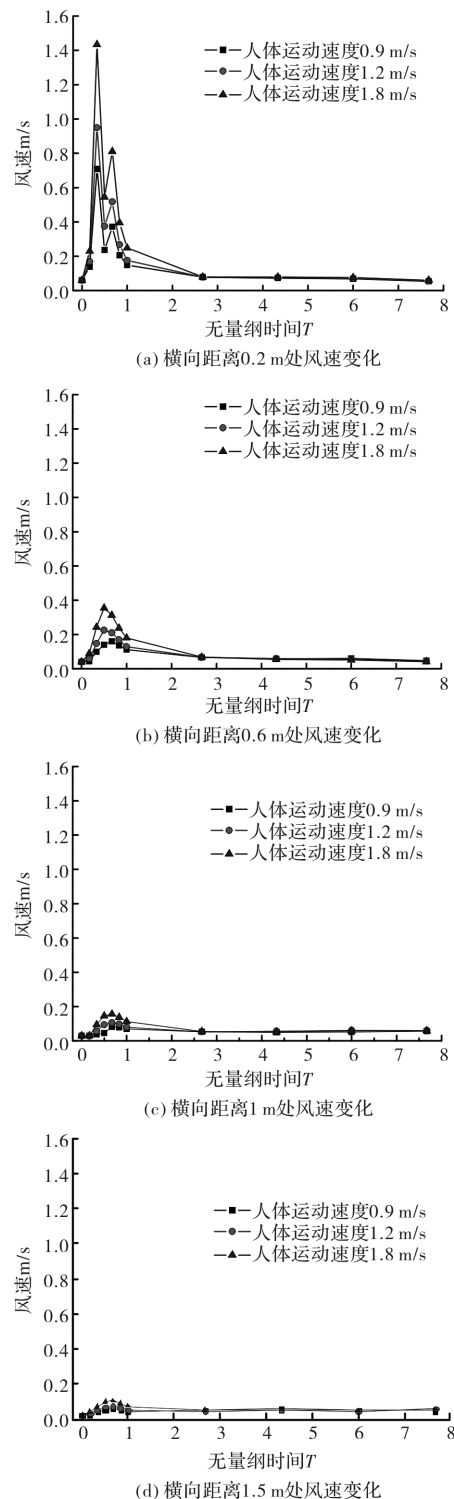 1.6
1.4
1.2
1.0
0.8
0.6
0.4
0.2
0.0
风速m/s
人体运动速度0.9 m/s
人体运动速度1.2 m/s
人体运动速度1.8 m/s
0 1 2 3 4 5 6 7 8
无量纲时间T
(a) 横向距离0.2 m处风速变化
1.6
1.4
1.2
1.0
0.8
0.6
0.4
0.2
0.0
风速m/s
人体运动速度0.9 m/s
人体运动速度1.2 m/s
人体运动速度1.8 m/s
0 1 2 3 4 5 6 7 8
无量纲时间T
(b) 横向距离0.6 m处风速变化
1.6
1.4
1.2
1.0
0.8
0.6
0.4
0.2
0.0
风速m/s
人体运动速度0.9 m/s
人体运动速度1.2 m/s
人体运动速度1.8 m/s
0 1 2 3 4 5 6 7 8
无量纲时间T
(c) 横向距离1 m处风速变化
1.6
1.4
1.2
1.0
0.8
0.6
0.4
0.2
0.0
风速m/s
人体运动速度0.9 m/s
人体运动速度1.2 m/s
人体运动速度1.8 m/s
0 1 2 3 4 5 6 7 8
无量纲时间T
(d) 横向距离1.5 m处风速变化